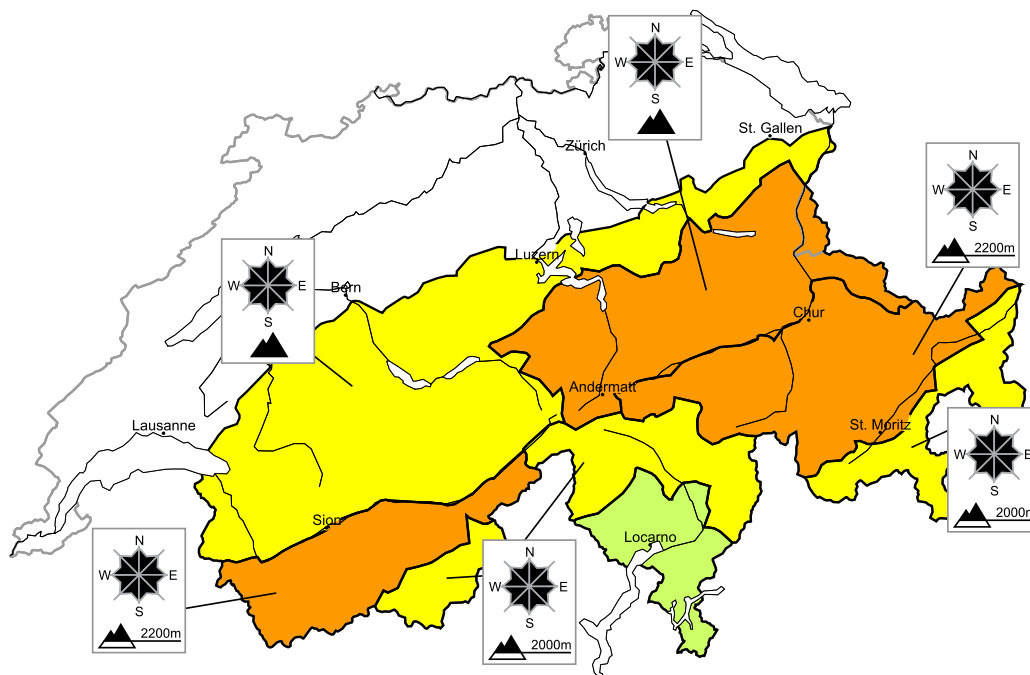 N
W E
S
St. Gallen
Zürich
N
W E
S
2200m
N
W E
S
Luzern
Bern
Chur
Andermatt
Lausanne
St. Moritz
N
W E
S
2000m
Sion
Locarno
N
W E
S
2200m
N
W E
S
2000m